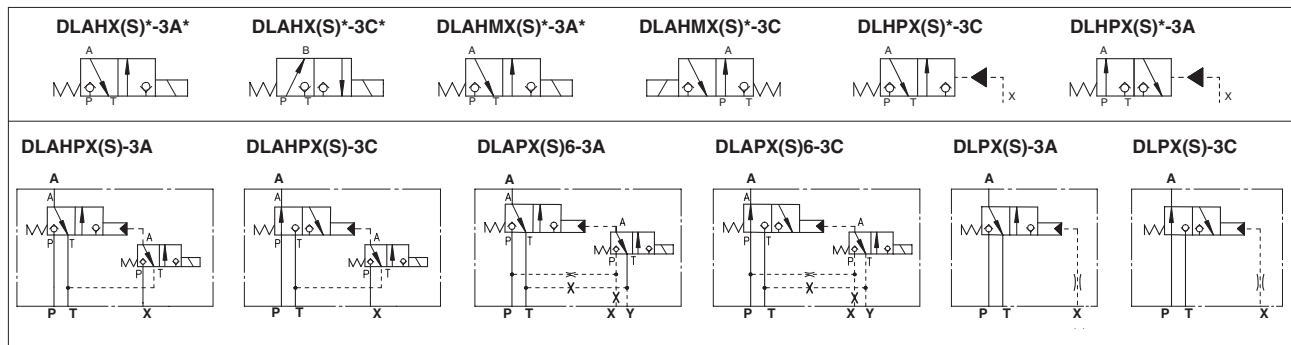 DLAHX(S)*-3A* DLAHX(S)*-3C* DLAHMX(S)*-3A* DLAHMX(S)*-3C DLHPX(S)*-3C DLHPX(S)*-3A
A B A A A A
P T P T P T P T P T X P T X
DLAHPX(S)-3A DLAHPX(S)-3C DLAPX(S)6-3A DLAPX(S)6-3C DLPX(S)-3A DLPX(S)-3C
A A A A A A
A A A A
A A
P T P T P T P T
A A
P T P T P T P T
P T X P T X P T X Y P T X Y P T X P T X